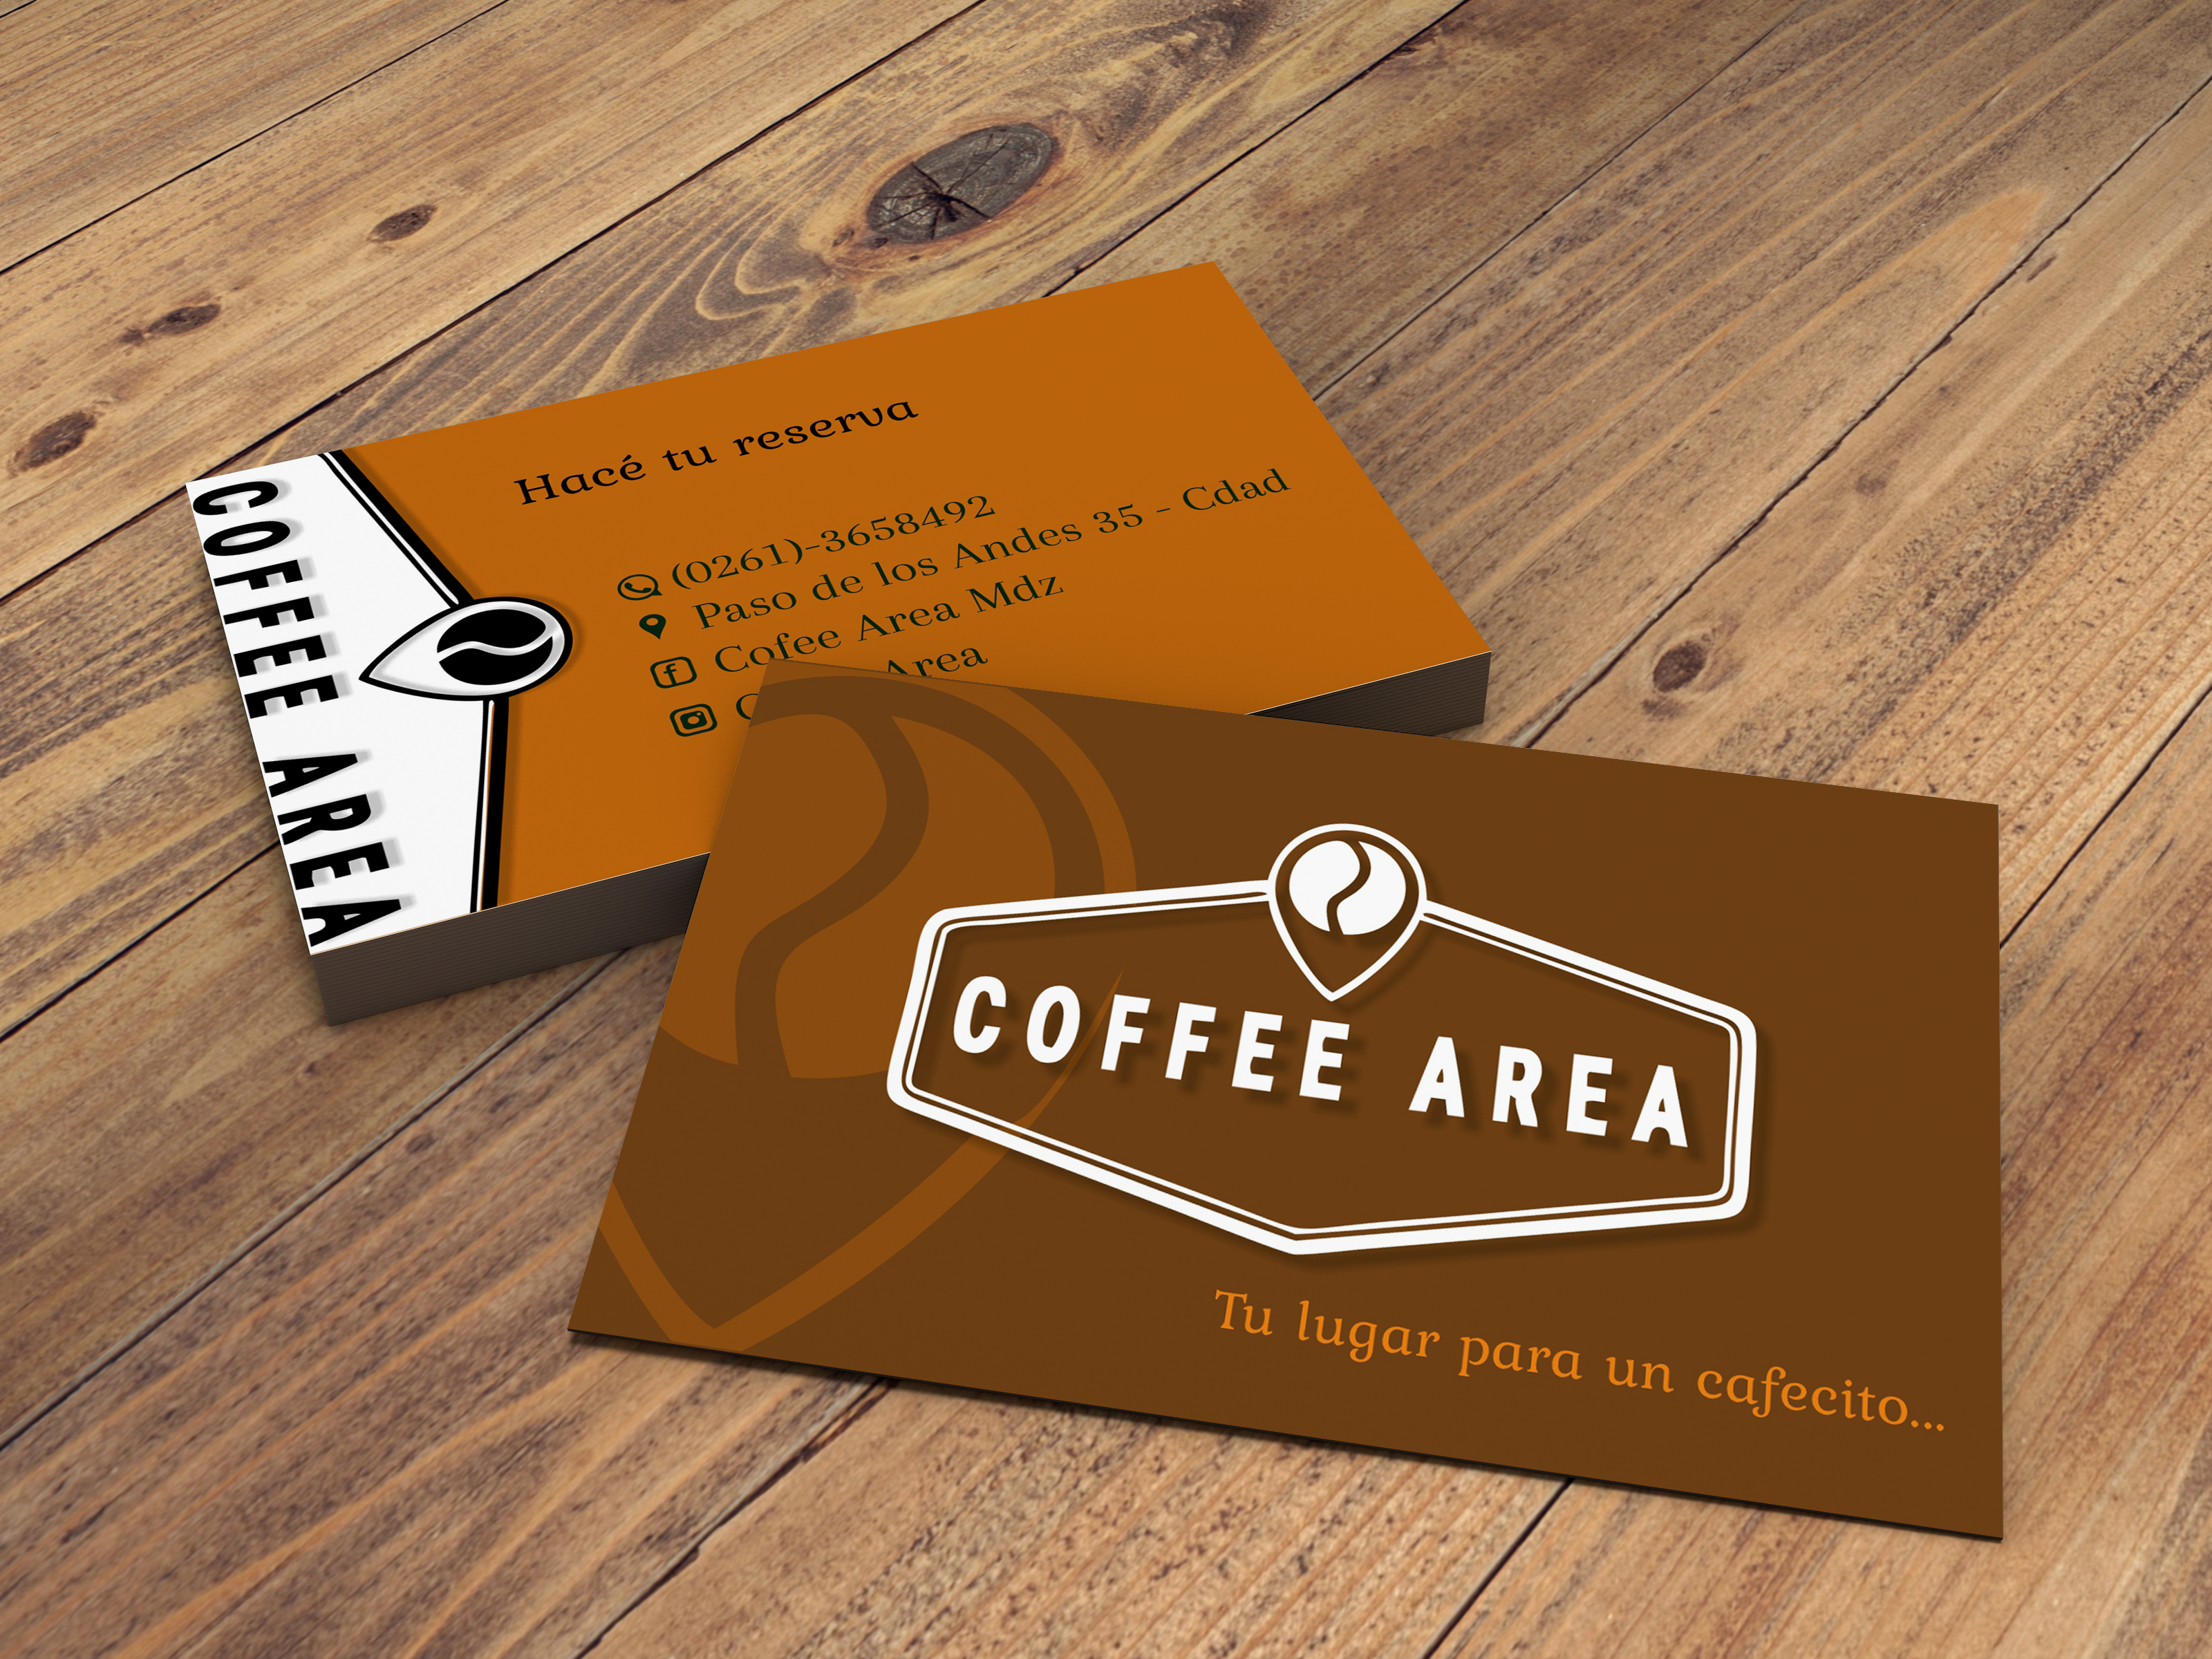 COFFEE AREA
Hacé tu reserva
(0261)-3658492
Paso de los Andes 35 - Cdad
Cofee Area Mdz
Area
COFFEE AREA
Tu lugar para un cafecito...